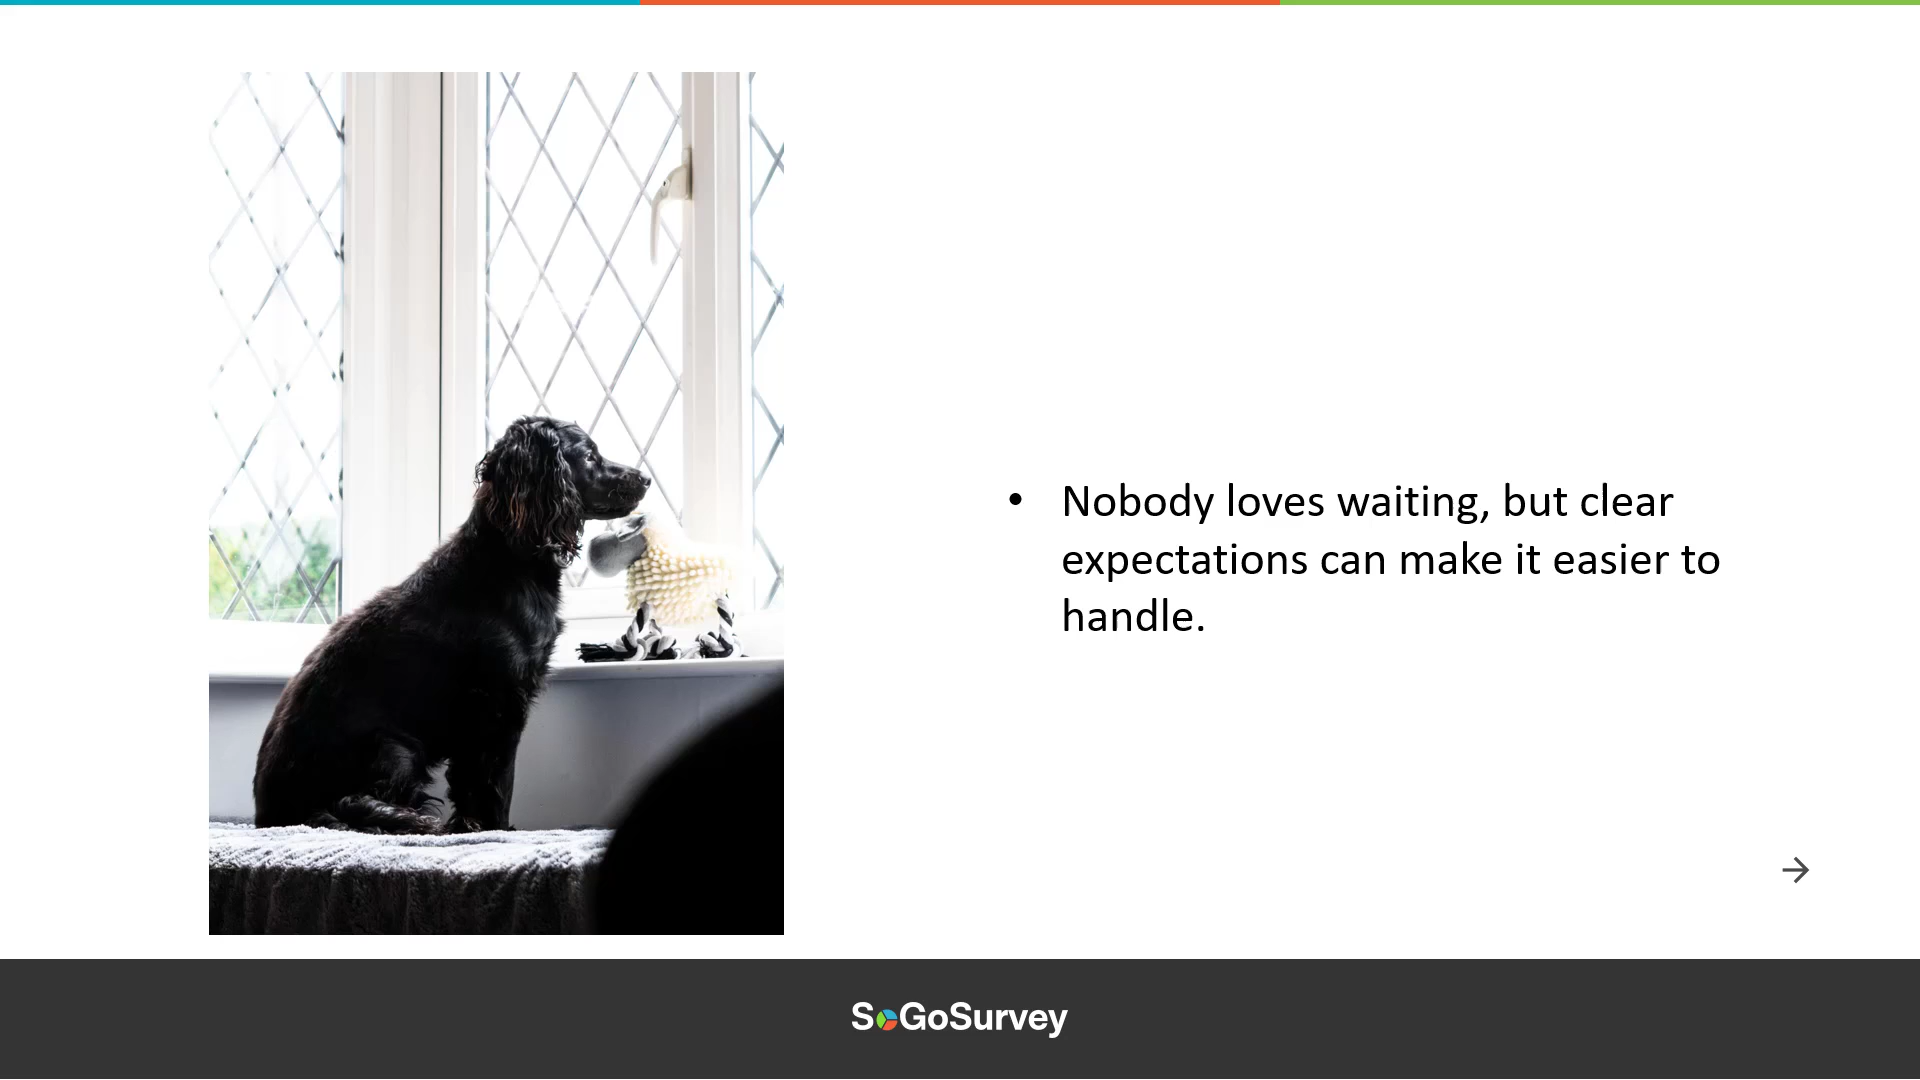 • Nobody loves waiting, but clear
expectations can make it easier to
handle.
SoGoSurvey